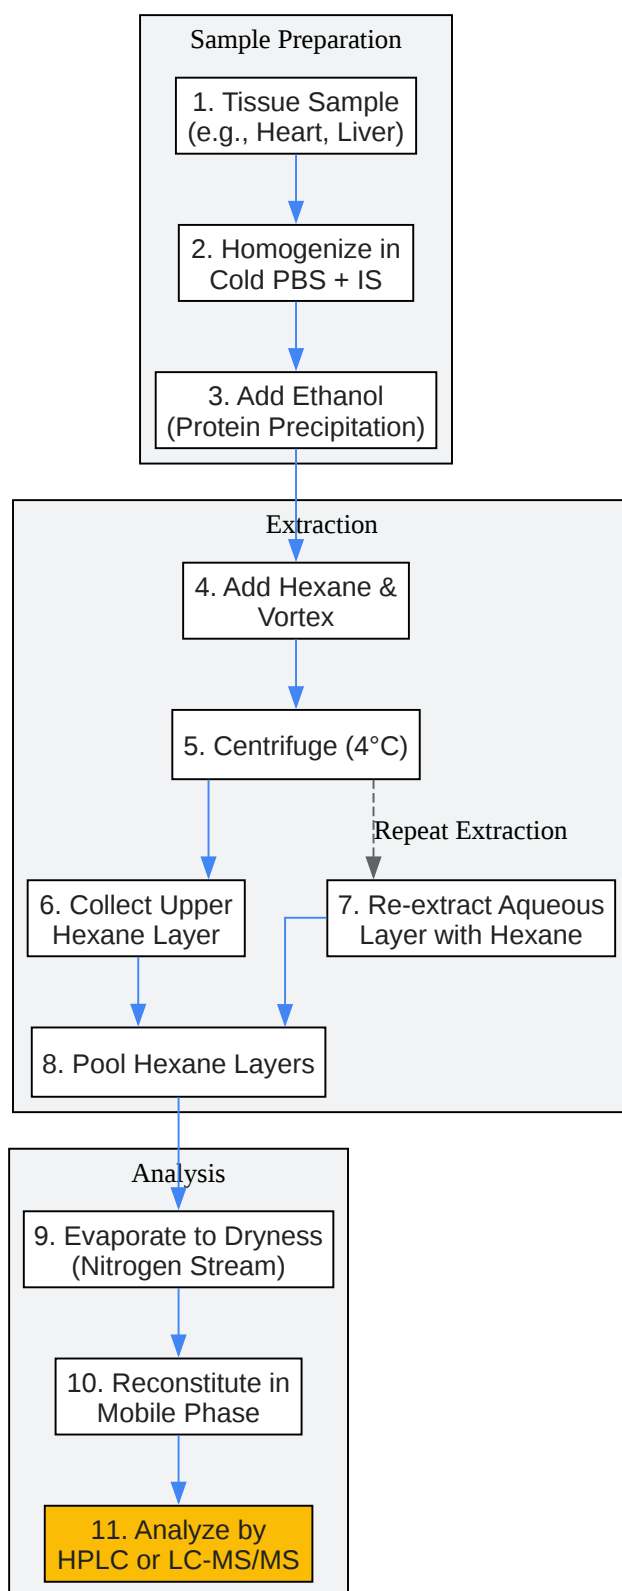 Sample Preparation
1. Tissue Sample
(e.g., Heart, Liver)
2. Homogenize in
Cold PBS + IS
3. Add Ethanol
(Protein Precipitation)
Extraction
4. Add Hexane &
Vortex
5. Centrifuge (4°C)
Repeat Extraction
6. Collect Upper
Hexane Layer
7. Re-extract Aqueous
Layer with Hexane
8. Pool Hexane Layers
Analysis
9. Evaporate to Dryness
(Nitrogen Stream)
10. Reconstitute in
Mobile Phase
11. Analyze by
HPLC or LC-MS/MS